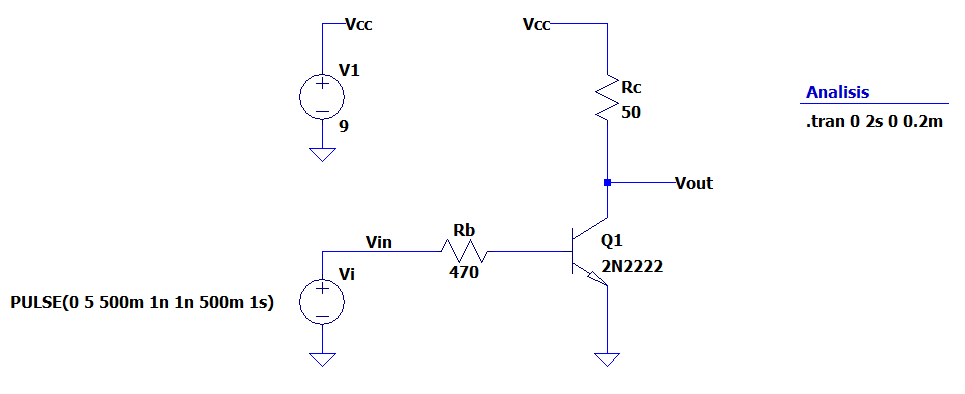 Vcc
Vcc
V1
9
Rc
50
Analisis
.tran 0 2s 0 0.2m
Vout
Vin
Rb
470
Q1
2N2222
Vi
PULSE(0 5 500m 1n 1n 500m 1s)